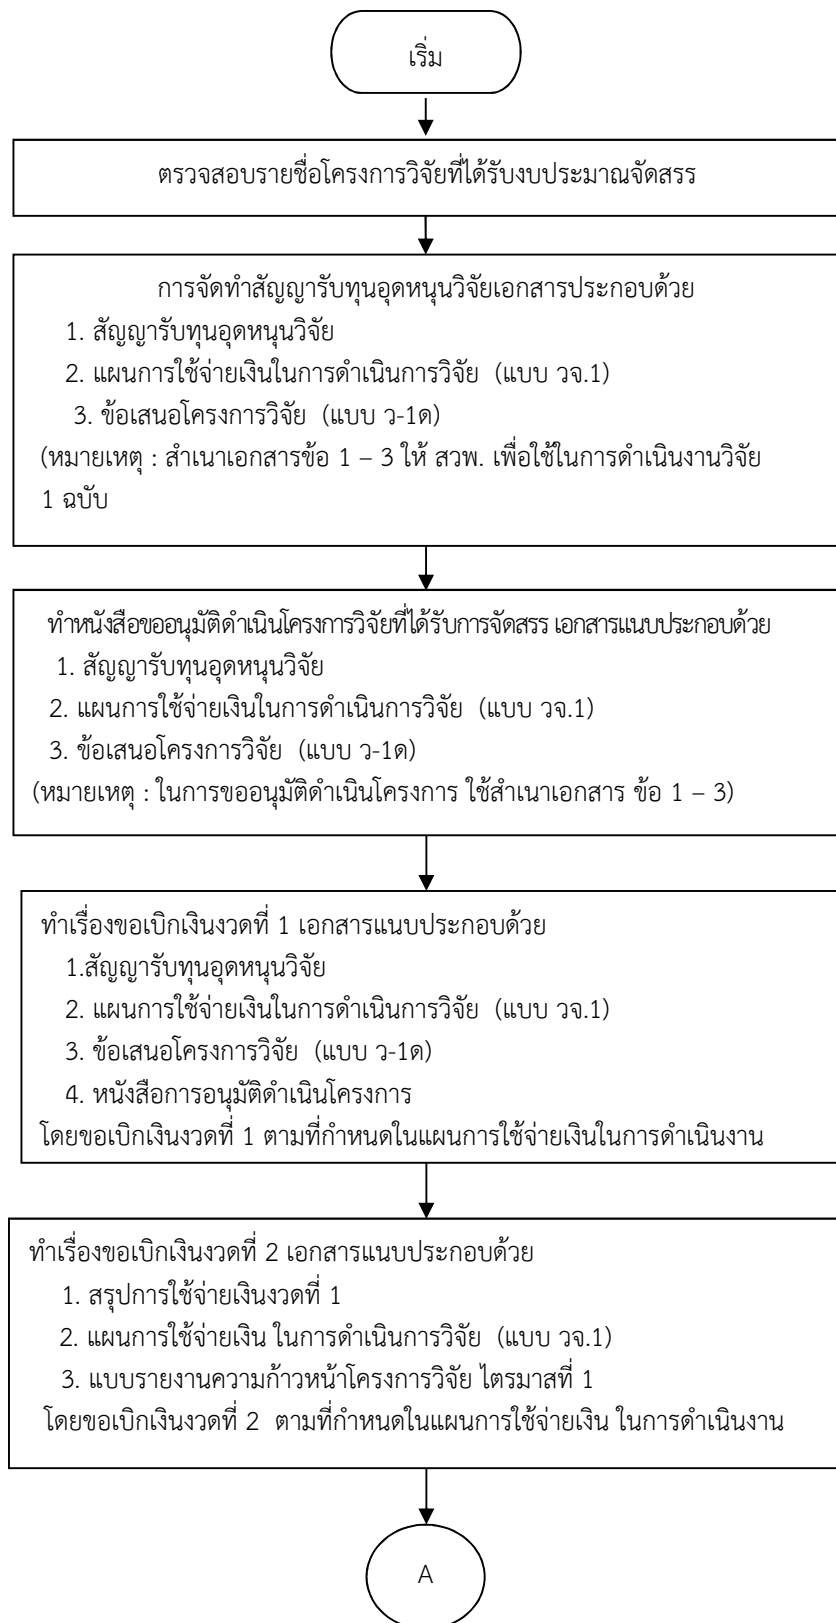 เริ่ม
ตรวจสอบรายชื่อโครงการวิจัยที่ได้รับงบประมาณจัดสรร
การจัดทำสัญญารับทุนอุดหนุนวิจัยเอกสารประกอบด้วย
1. สัญญารับทุนอุดหนุนวิจัย
2. แผนการใช้จ่ายเงินในการดำเนินการวิจัย (แบบ วจ.1)
3. ข้อเสนอโครงการวิจัย (แบบ ว-1ด)
(หมายเหตุ : สำเนาเอกสารข้อ 1 – 3 ให้ สวพ. เพื่อใช้ในการดำเนินงานวิจัย
1 ฉบับ
ทำหนังสือขออนุมัติดำเนินโครงการวิจัยที่ได้รับการจัดสรร เอกสารแนบประกอบด้วย
1. สัญญารับทุนอุดหนุนวิจัย
2. แผนการใช้จ่ายเงินในการดำเนินการวิจัย (แบบ วจ.1)
3. ข้อเสนอโครงการวิจัย (แบบ ว-1ด)
(หมายเหตุ : ในการขออนุมัติดำเนินโครงการ ใช้สำเนาเอกสาร ข้อ 1 – 3)
ทำเรื่องขอเบิกเงินงวดที่ 1 เอกสารแนบประกอบด้วย
1.สัญญารับทุนอุดหนุนวิจัย
2. แผนการใช้จ่ายเงินในการดำเนินการวิจัย (แบบ วจ.1)
3. ข้อเสนอโครงการวิจัย (แบบ ว-1ด)
4. หนังสือการอนุมัติดำเนินโครงการ
โดยขอเบิกเงินงวดที่ 1 ตามที่กำหนดในแผนการใช้จ่ายเงินในการดำเนินงาน
ทำเรื่องขอเบิกเงินงวดที่ 2 เอกสารแนบประกอบด้วย
1. สรุปการใช้จ่ายเงินงวดที่ 1
2. แผนการใช้จ่ายเงิน ในการดำเนินการวิจัย (แบบ วจ.1)
3. แบบรายงานความก้าวหน้าโครงการวิจัย ไตรมาสที่ 1
โดยขอเบิกเงินงวดที่ 2 ตามที่กำหนดในแผนการใช้จ่ายเงิน ในการดำเนินงาน
A